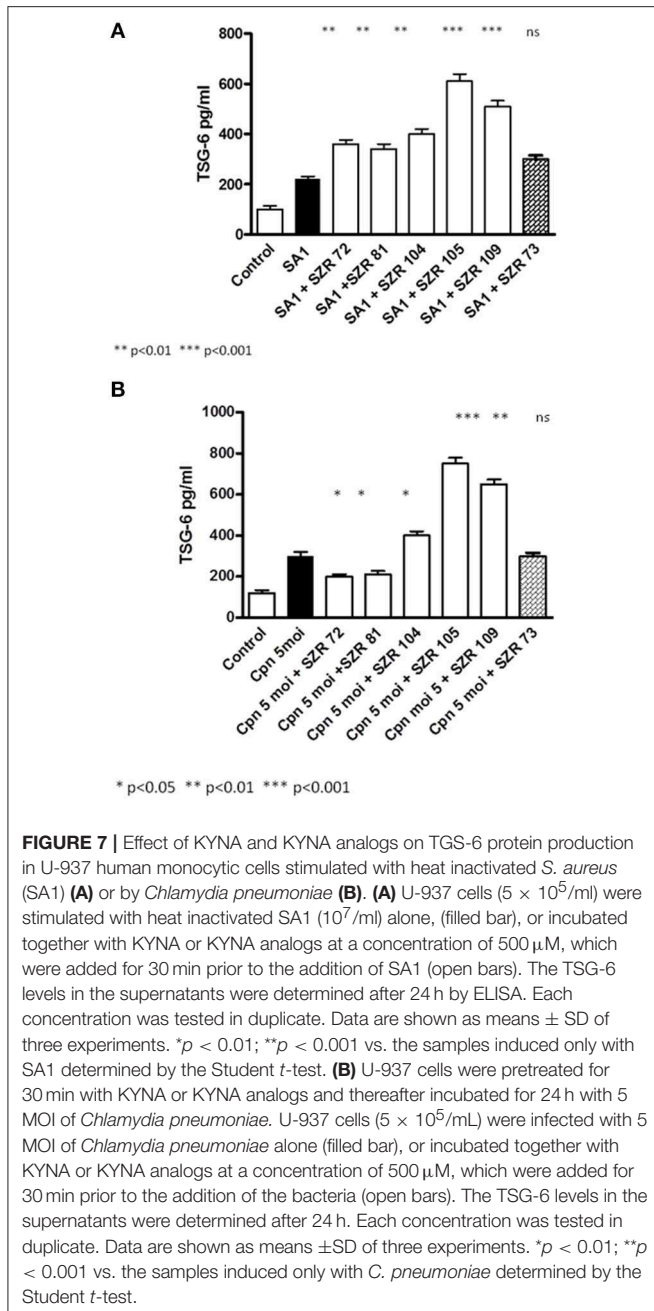 A
** ** ** *** *** ns
800
600
400
200
0
TSG-6 pg/ml
Control
SA1
SA1 + SZR 72
SA1 +SZR 81
SA1 + SZR 104
SA1 + SZR 105
SA1 + SZR 109
SA1 + SZR 73
** p<0.01 *** p<0.001
B
1000
800
600
400
200
0
TSG-6 pg/ml
*** ** ns
* * *
Control
Cpn 5moi
Cpn 5 moi + SZR 72
Cpn 5 moi +SZR 81
Cpn 5 moi + SZR 104
Cpn 5 moi + SZR 105
Cpn moi 5 + SZR 109
Cpn 5 moi + SZR 73
* p<0.05 ** p<0.01 *** p<0.001
FIGURE 7 | Effect of KYNA and KYNA analogs on TGS-6 protein production
in U-937 human monocytic cells stimulated with heat inactivated S. aureus
(SA1) (A) or by Chlamydia pneumoniae (B). (A) U-937 cells (5 × 10⁵/ml) were
stimulated with heat inactivated SA1 (10⁷/ml) alone, (filled bar), or incubated
together with KYNA or KYNA analogs at a concentration of 500 μM, which
were added for 30 min prior to the addition of SA1 (open bars). The TSG-6
levels in the supernatants were determined after 24 h by ELISA. Each
concentration was tested in duplicate. Data are shown as means ± SD of
three experiments. *p < 0.01; **p < 0.001 vs. the samples induced only with
SA1 determined by the Student t-test. (B) U-937 cells were pretreated for
30 min with KYNA or KYNA analogs and thereafter incubated for 24 h with 5
MOI of Chlamydia pneumoniae. U-937 cells (5 × 10⁵/mL) were infected with 5
MOI of Chlamydia pneumoniae alone (filled bar), or incubated together with
KYNA or KYNA analogs at a concentration of 500 μM, which were added for
30 min prior to the addition of the bacteria (open bars). The TSG-6 levels in the
supernatants were determined after 24 h. Each concentration was tested in
duplicate. Data are shown as means ±SD of three experiments. *p < 0.01; **p
< 0.001 vs. the samples induced only with C. pneumoniae determined by the
Student t-test.